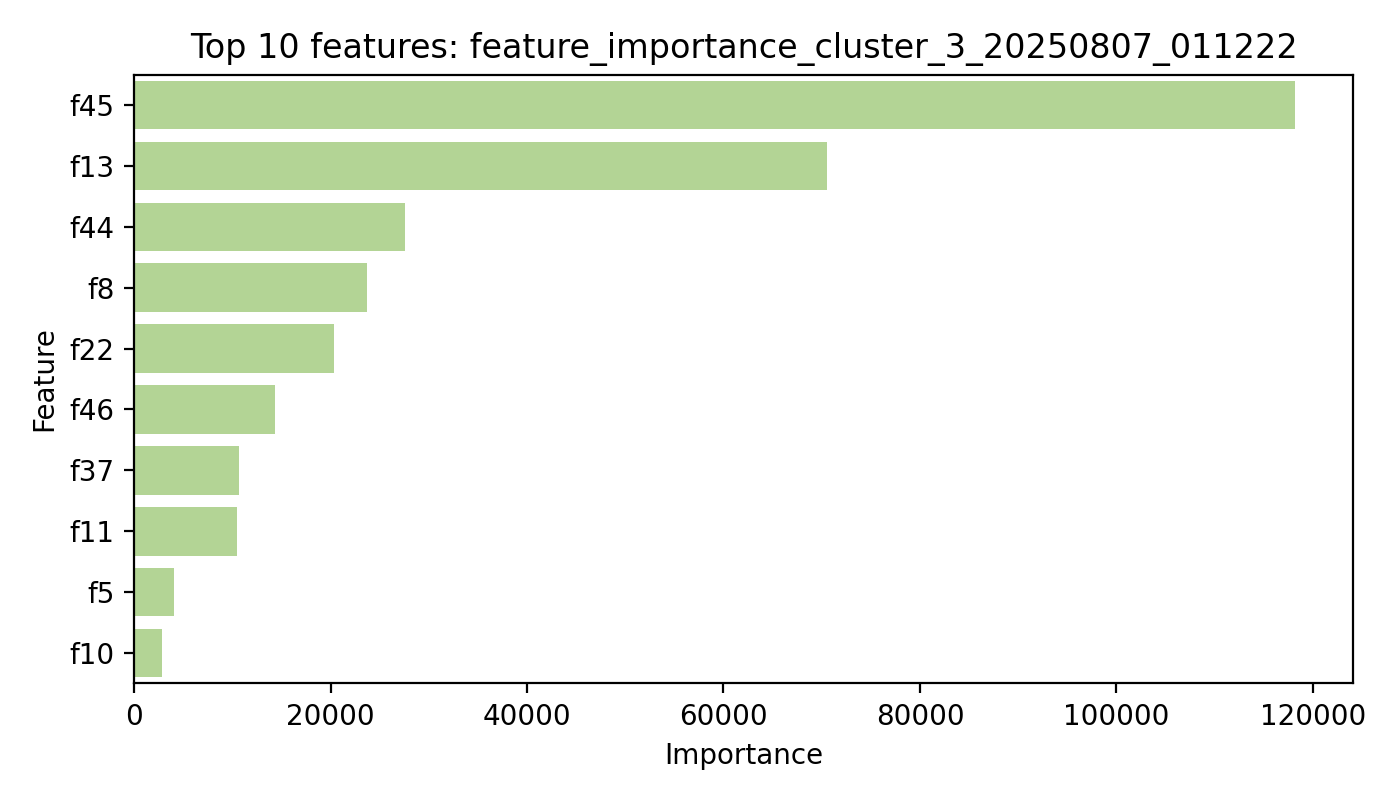 Top 10 features: feature_importance_cluster_3_20250807_011222
f45
f13
f44
f8
f22
f46
f37
f11
f5
f10
Feature
0 20000 40000 60000 80000 100000 120000
Importance